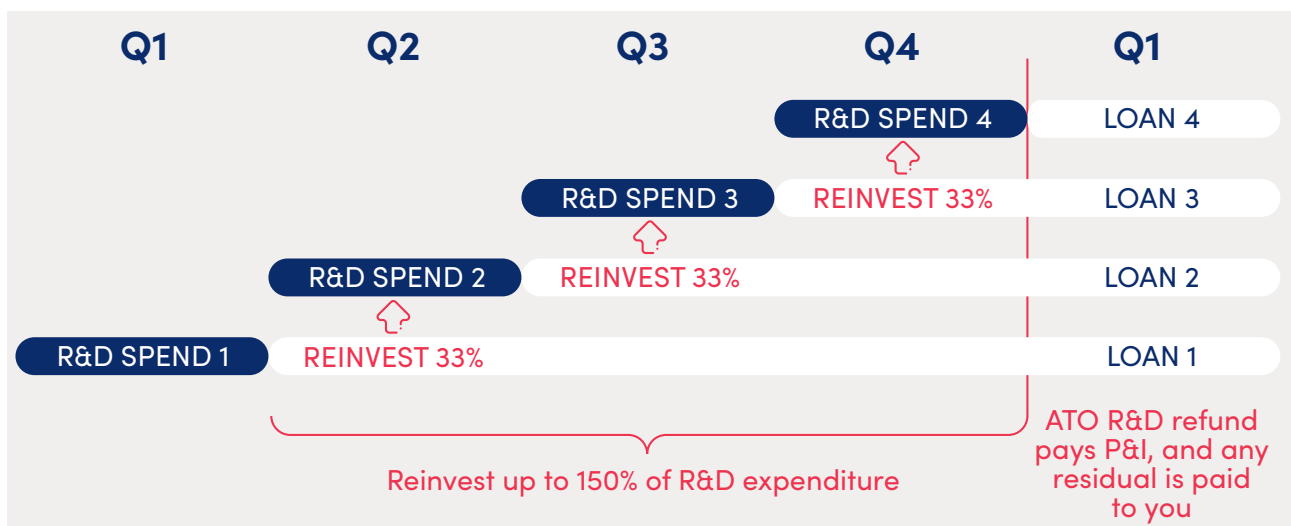 Q1 Q2 Q3 Q4 Q1
R&D SPEND 4 LOAN 4
R&D SPEND 3 REINVEST 33% LOAN 3
R&D SPEND 2 REINVEST 33% LOAN 2
R&D SPEND 1 REINVEST 33% LOAN 1
Reinvest up to 150% of R&D expenditure
ATO R&D refund
pays P&I, and any
residual is paid
to you